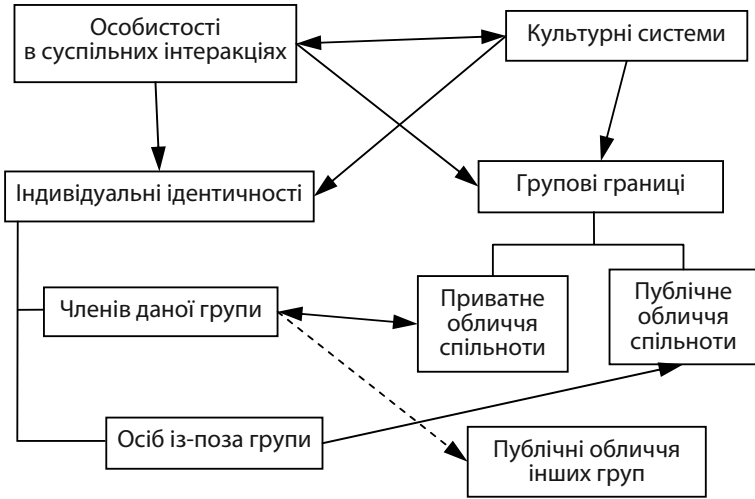 Особистості
в суспільних інтеракціях
Культурні системи
Індивідуальні ідентичності
Групові границі
Членів даної групи
Приватне
обличчя
спільноти
Публічне
обличчя
спільноти
Осіб із-поза групи
Публічні обличчя
інших груп